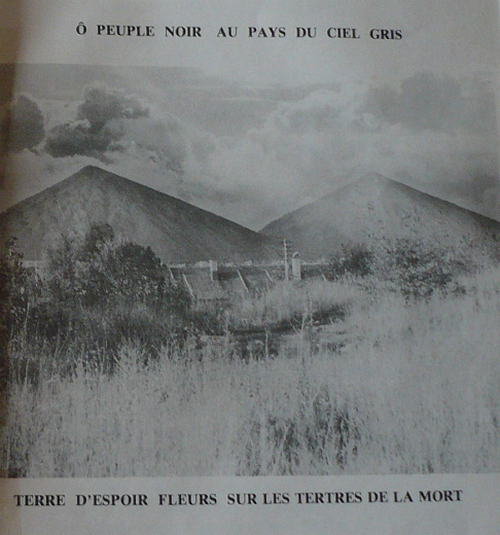 Ô PEUPLE NOIR AU PAYS DU CIEL GRIS
TERRE D'ESPOIR FLEURS SUR LES TERTRES DE LA MORT